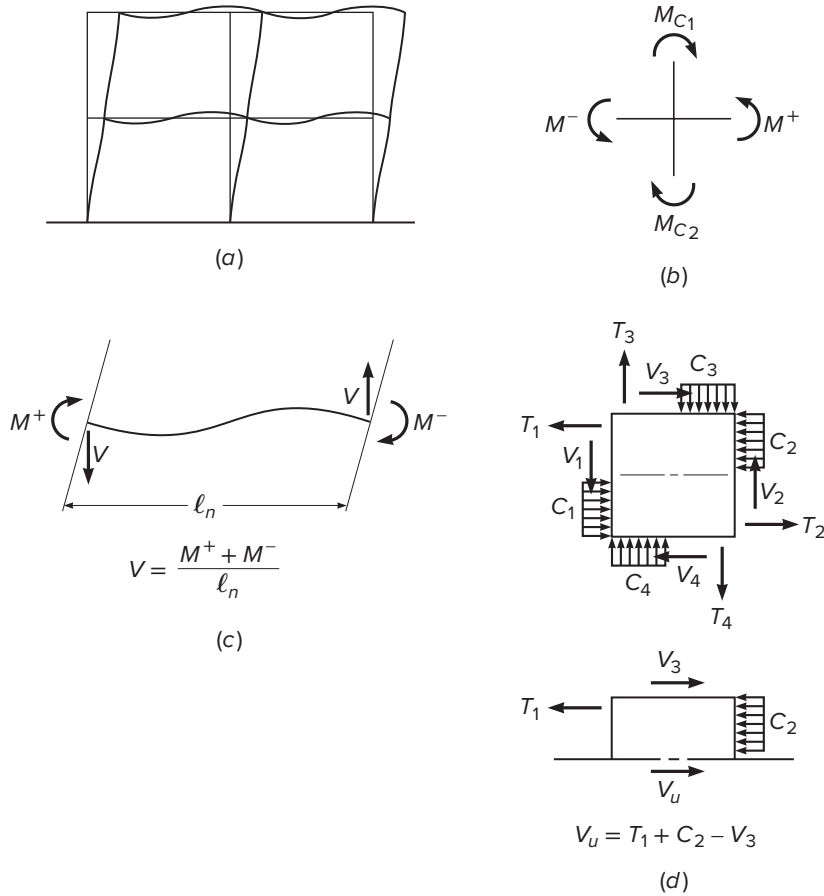 (a)
M_{C_1}
M^-
M^+
M_{C_2}
(b)
M^+
V
V
M^-
ℓ_n
V = \frac{M^+ + M^-}{ℓ_n}
(c)
T_3
V_3
C_3
T_1
V_1
C_2
C_1
V_2
T_2
C_4
V_4
T_4
V_3
T_1
C_2
V_u
V_u = T_1 + C_2 − V_3
(d)